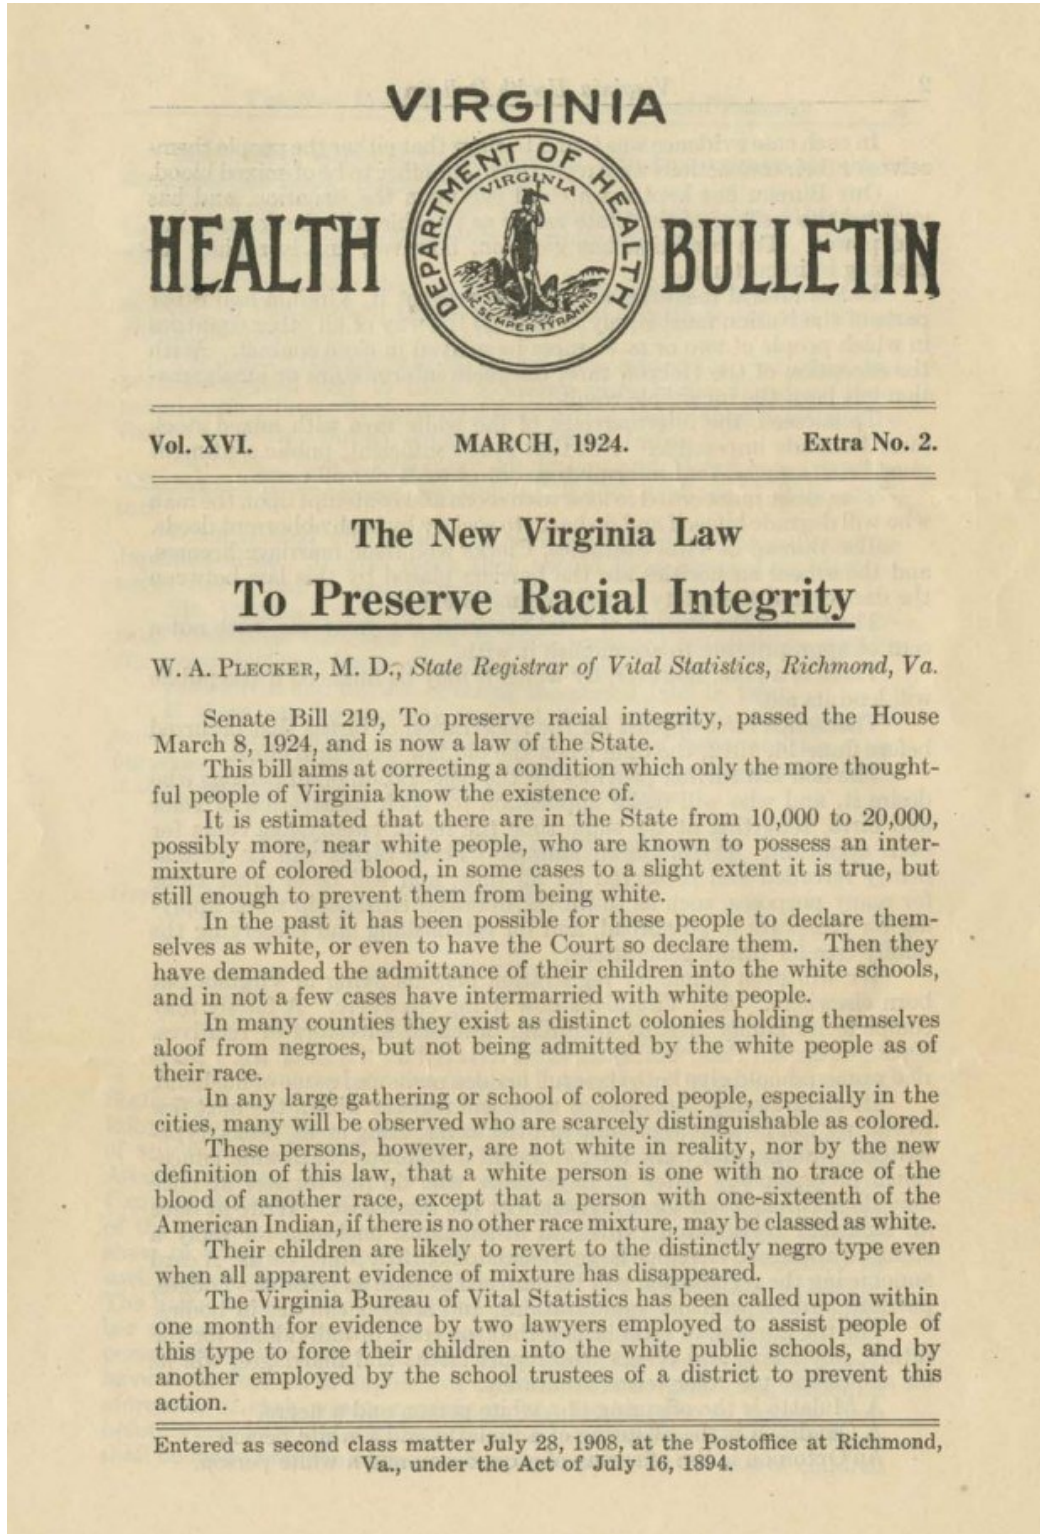 VIRGINIA
HEALTH BULLETIN
DEPARTMENT OF HEALTH
VIRGINIA
SIC SEMPER TYRANNIS
Vol. XVI. MARCH, 1924. Extra No. 2.
The New Virginia Law
To Preserve Racial Integrity
W. A. PLECKER, M. D., State Registrar of Vital Statistics, Richmond, Va.
Senate Bill 219, To preserve racial integrity, passed the House
March 8, 1924, and is now a law of the State.
This bill aims at correcting a condition which only the more thought-
ful people of Virginia know the existence of.
It is estimated that there are in the State from 10,000 to 20,000,
possibly more, near white people, who are known to possess an inter-
mixture of colored blood, in some cases to a slight extent it is true, but
still enough to prevent them from being white.
In the past it has been possible for these people to declare them-
selves as white, or even to have the Court so declare them. Then they
have demanded the admittance of their children into the white schools,
and in not a few cases have intermarried with white people.
In many counties they exist as distinct colonies holding themselves
aloof from negroes, but not being admitted by the white people as of
their race.
In any large gathering or school of colored people, especially in the
cities, many will be observed who are scarcely distinguishable as colored.
These persons, however, are not white in reality, nor by the new
definition of this law, that a white person is one with no trace of the
blood of another race, except that a person with one-sixteenth of the
American Indian, if there is no other race mixture, may be classed as white.
Their children are likely to revert to the distinctly negro type even
when all apparent evidence of mixture has disappeared.
The Virginia Bureau of Vital Statistics has been called upon within
one month for evidence by two lawyers employed to assist people of
this type to force their children into the white public schools, and by
another employed by the school trustees of a district to prevent this
action.
Entered as second class matter July 28, 1908, at the Postoffice at Richmond,
Va., under the Act of July 16, 1894.